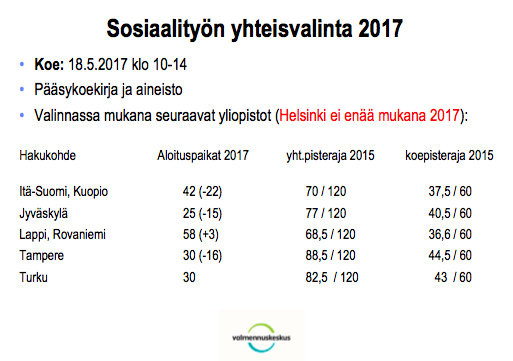 Sosiaalityön yhteisvalinta 2017
• Koe: 18.5.2017 klo 10-14
• Pääsykoekirja ja aineisto
• Valinnassa mukana seuraavat yliopistot (Helsinki ei enää mukana 2017):
Hakukohde Aloituspaikat 2017 yht.pisteraja 2015 koepisteraja 2015
Itä-Suomi, Kuopio 42 (-22) 70 / 120 37,5 / 60
Jyväskylä 25 (-15) 77 / 120 40,5 / 60
Lappi, Rovaniemi 58 (+3) 68,5 / 120 36,6 / 60
Tampere 30 (-16) 88,5 / 120 44,5 / 60
Turku 30 82,5 / 120 43 / 60
valmennuskeskus